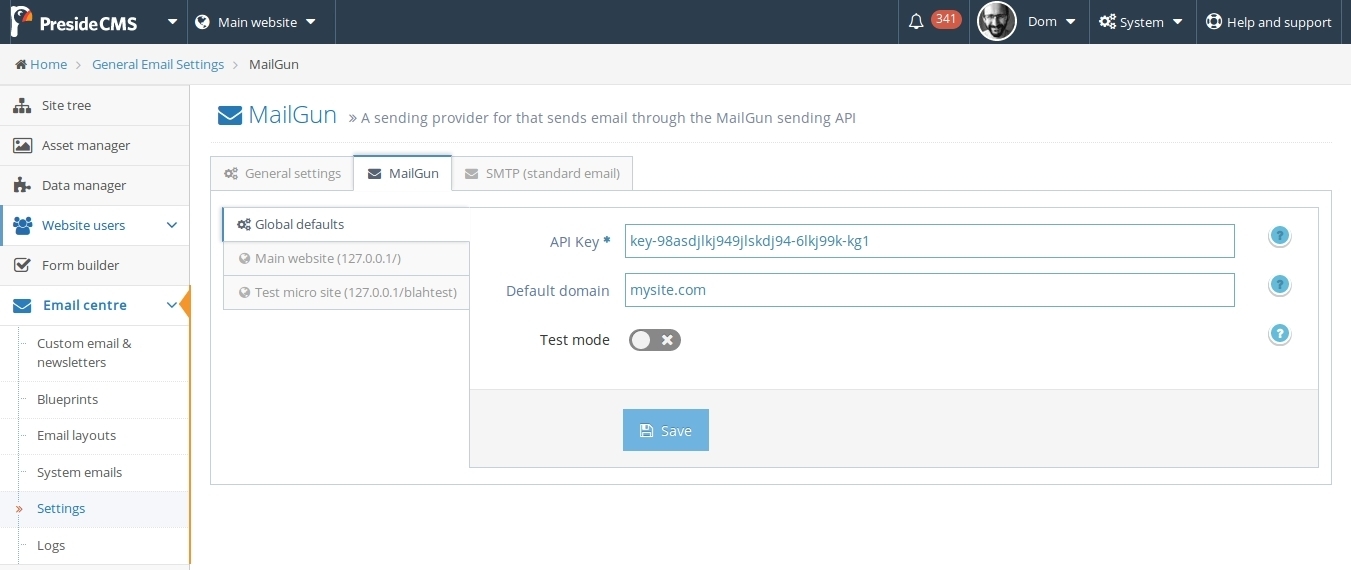 PresideCMS Main website 341 Dom System Help and support
Home > General Email Settings > MailGun
Site tree
Asset manager
Data manager
Website users
Form builder
Email centre
Custom email &
newsletters
Blueprints
Email layouts
System emails
» Settings
Logs
MailGun » A sending provider for that sends email through the MailGun sending API
General settings MailGun SMTP (standard email)
Global defaults
Main website (127.0.0.1/)
Test micro site (127.0.0.1/blahtest)
API Key * key-98asdjlkj949jlskdj94-6lkj99k-kg1 ?
Default domain mysite.com ?
Test mode ?
Save